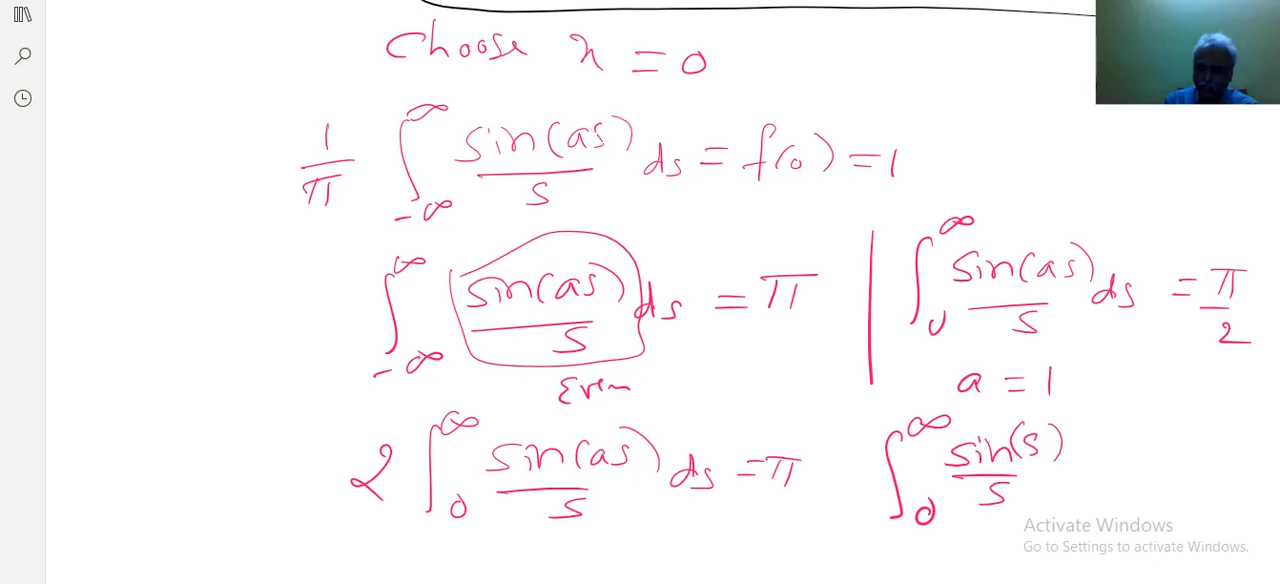 Choose x = 0
1/π ∫_{-∞}^{∞} sin(as)/s ds = f(0) = 1
∫_{-∞}^{∞} sin(as)/s ds = π
Even
2 ∫_0^∞ sin(as)/s ds = π
∫_0^∞ sin(as)/s ds = π/2
a = 1
∫_0^∞ sin(s)/s
Activate Windows
Go to Settings to activate Windows.